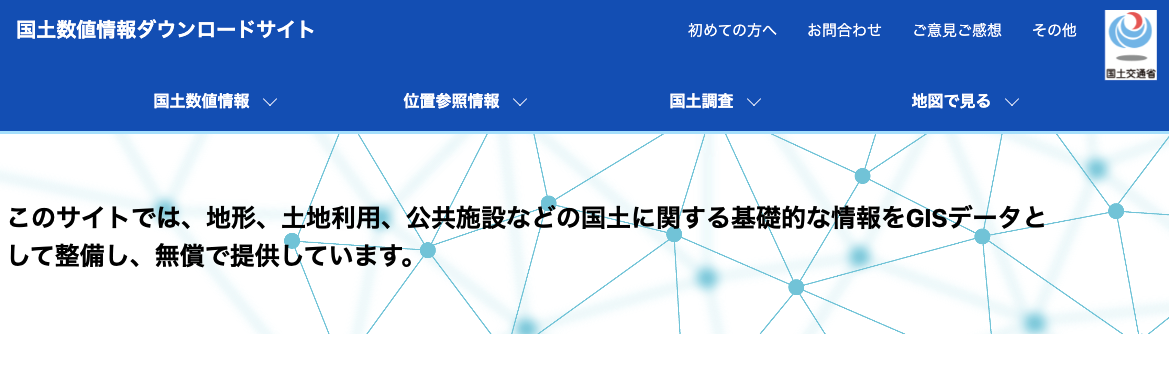 国土数値情報ダウンロードサイト
初めての方へ お問合わせ ご意見ご感想 その他
国土交通省
国土数値情報 位置参照情報 国土調査 地図で見る
このサイトでは、地形、土地利用、公共施設などの国土に関する基礎的な情報をGISデータと
して整備し、無償で提供しています。